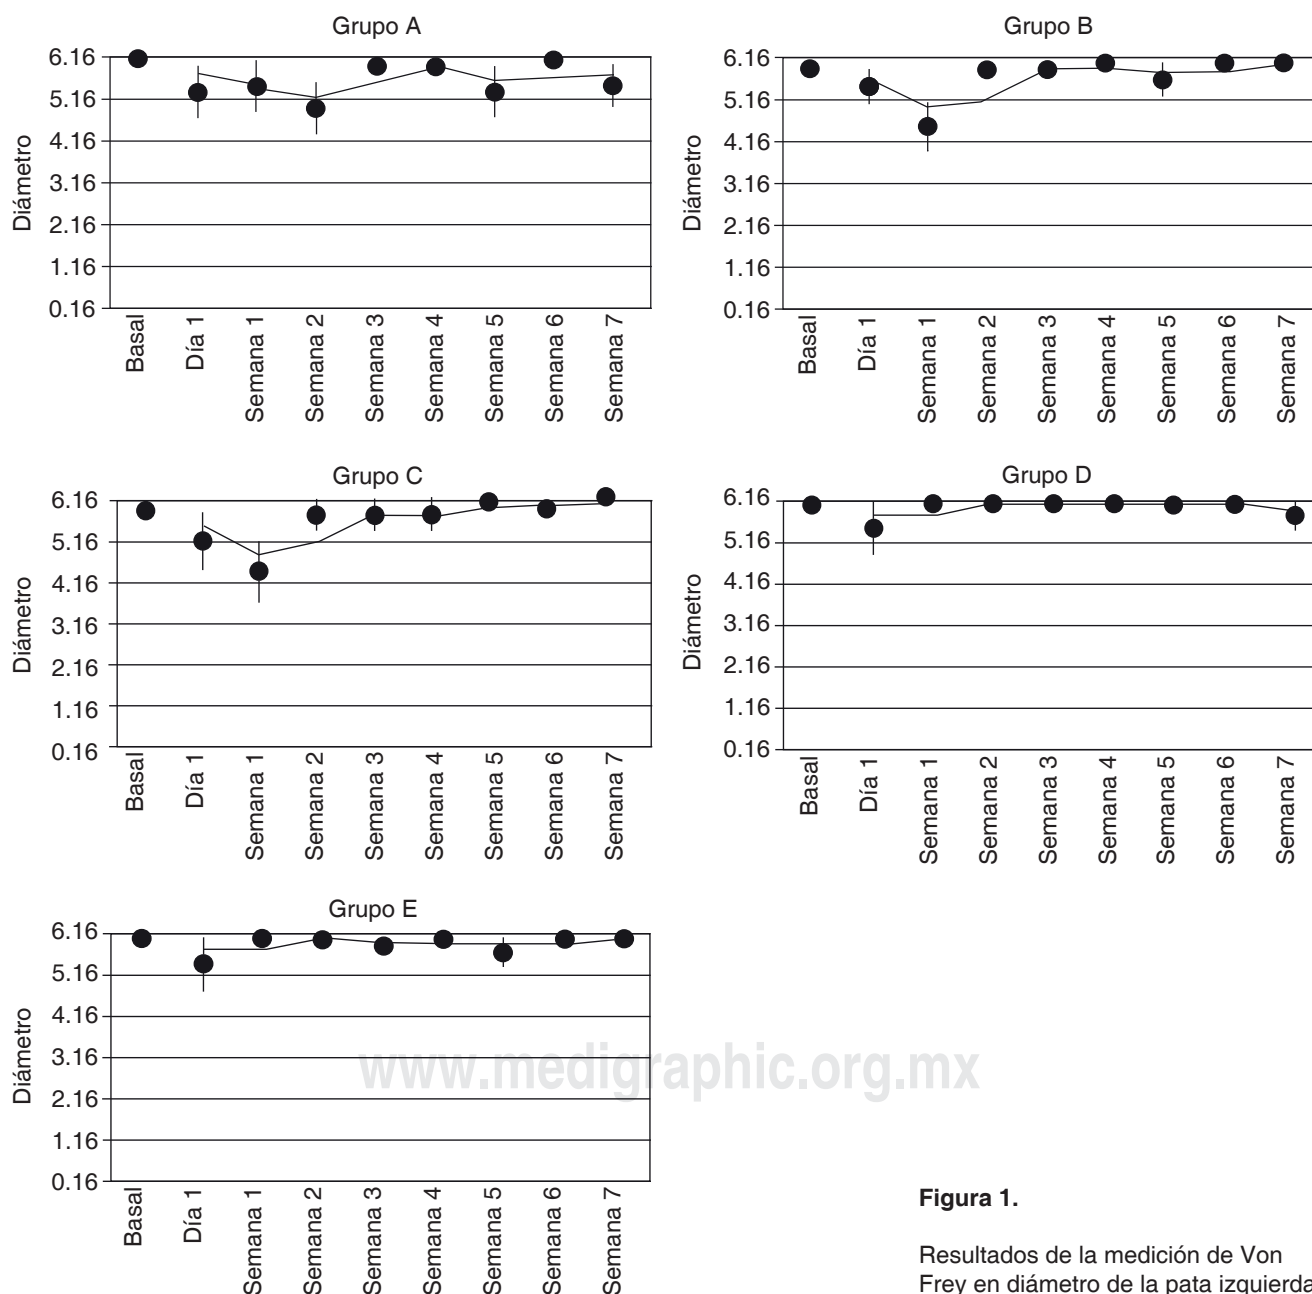 Grupo A
Diámetro
6.16
5.16
4.16
3.16
2.16
1.16
0.16
Basal
Día 1
Semana 1
Semana 2
Semana 3
Semana 4
Semana 5
Semana 6
Semana 7
Grupo B
Diámetro
6.16
5.16
4.16
3.16
2.16
1.16
0.16
Basal
Día 1
Semana 1
Semana 2
Semana 3
Semana 4
Semana 5
Semana 6
Semana 7
Grupo C
Diámetro
6.16
5.16
4.16
3.16
2.16
1.16
0.16
Basal
Día 1
Semana 1
Semana 2
Semana 3
Semana 4
Semana 5
Semana 6
Semana 7
Grupo D
Diámetro
6.16
5.16
4.16
3.16
2.16
1.16
0.16
Basal
Día 1
Semana 1
Semana 2
Semana 3
Semana 4
Semana 5
Semana 6
Semana 7
Grupo E
Diámetro
6.16
5.16
4.16
3.16
2.16
1.16
0.16
Basal
Día 1
Semana 1
Semana 2
Semana 3
Semana 4
Semana 5
Semana 6
Semana 7
www.medigraphic.org.mx
Figura 1.
Resultados de la medición de Von
Frey en diámetro de la pata izquierda